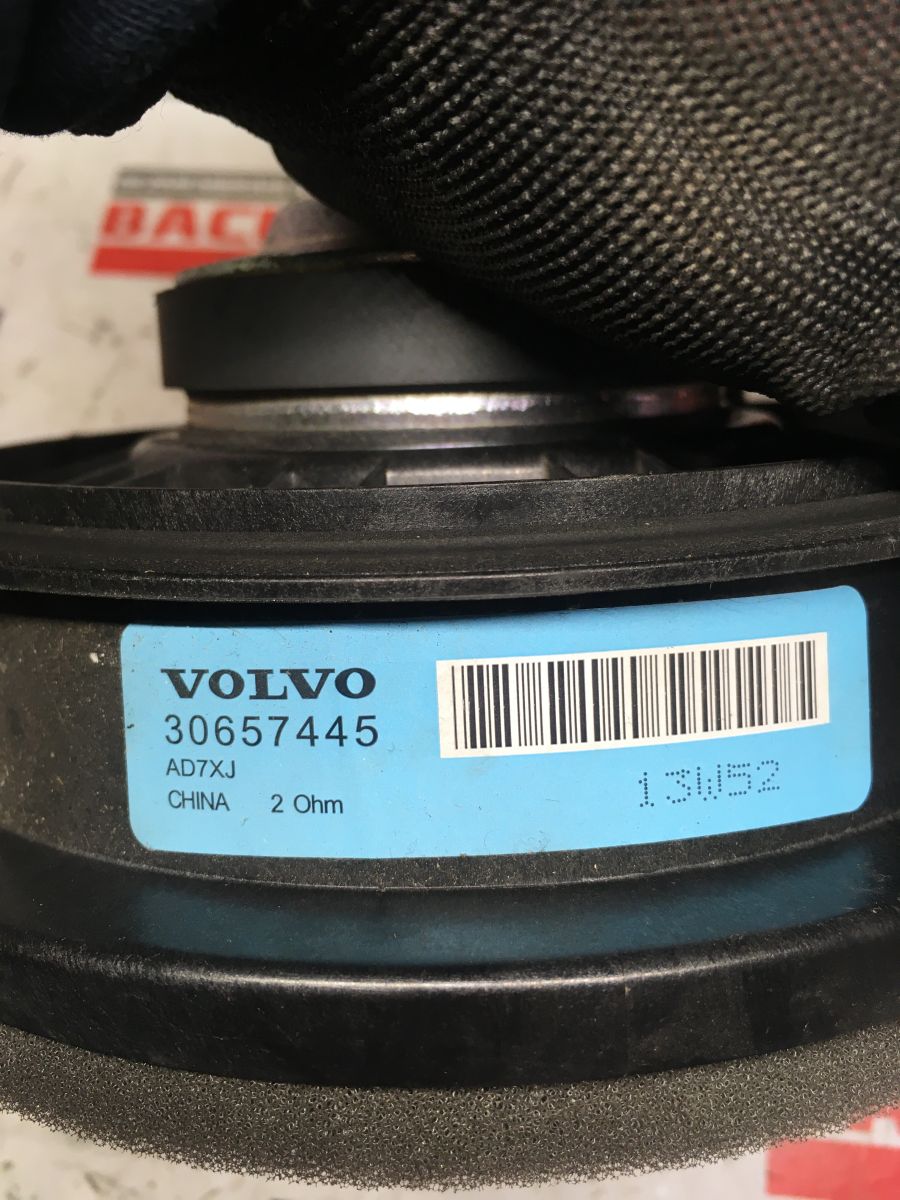 VOLVO
30657445
AD7XJ
CHINA 2 Ohm
13W52